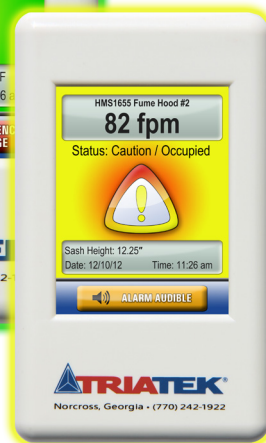 HMS1655 Fume Hood #2
82 fpm
Status: Caution / Occupied
Sash Height: 12.25"
Date: 12/10/12 Time: 11:26 am
ALARM AUDIBLE
TRIATEK®
Norcross, Georgia • (770) 242-1922